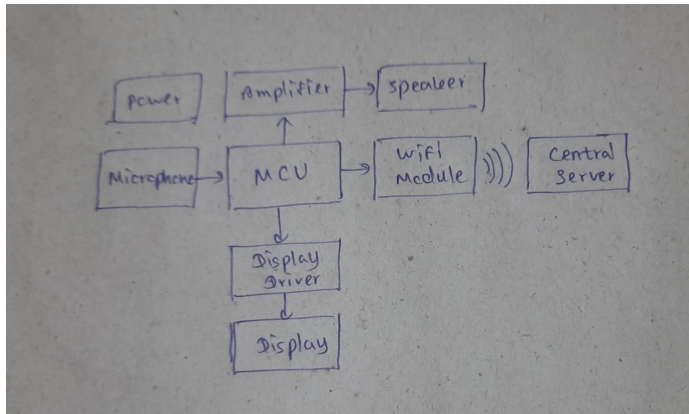 Power
Amplifier
Speaker
Microphone
MCU
WiFi
Module
Central
Server
Display
Driver
Display